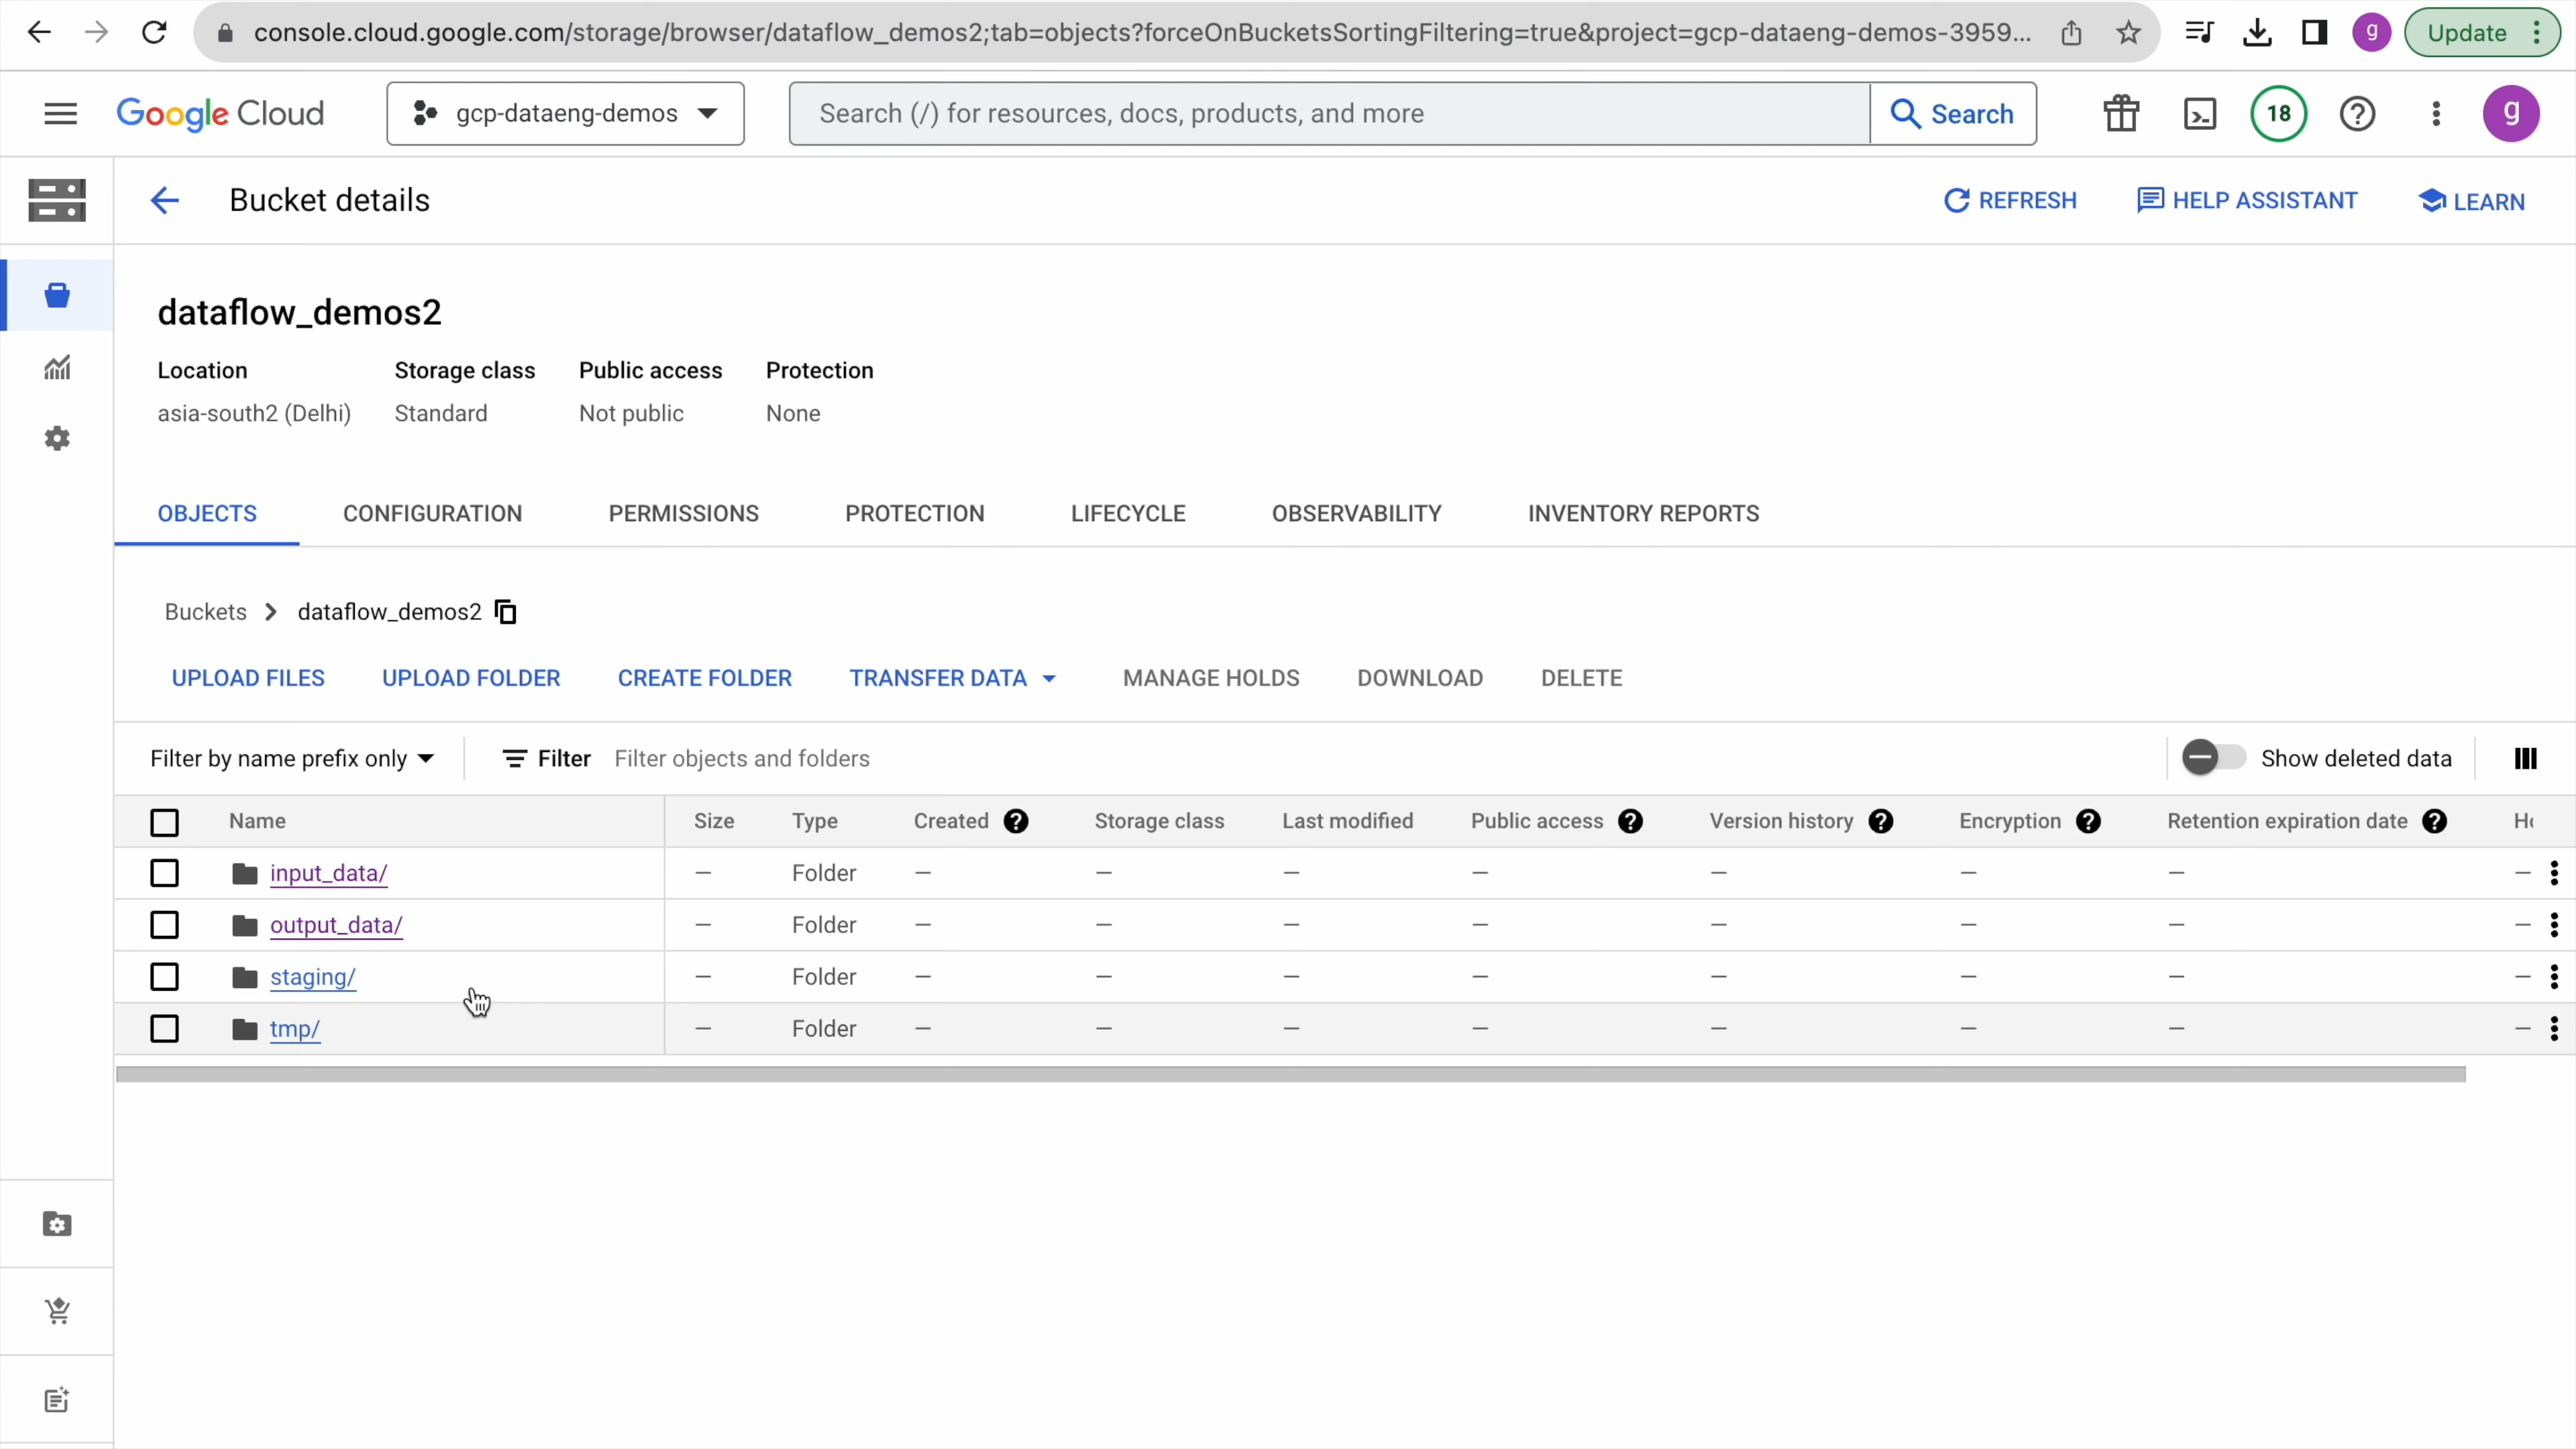 console.cloud.google.com/storage/browser/dataflow_demos2;tab=objects?forceOnBucketsSortingFiltering=true&project=gcp-dataeng-demos-3959... g Update
Google Cloud gcp-dataeng-demos Search (/) for resources, docs, products, and more Search 18 g
Bucket details REFRESH HELP ASSISTANT LEARN
dataflow_demos2
Location Storage class Public access Protection
asia-south2 (Delhi) Standard Not public None
OBJECTS CONFIGURATION PERMISSIONS PROTECTION LIFECYCLE OBSERVABILITY INVENTORY REPORTS
Buckets > dataflow_demos2
UPLOAD FILES UPLOAD FOLDER CREATE FOLDER TRANSFER DATA MANAGE HOLDS DOWNLOAD DELETE
Filter by name prefix only Filter Filter objects and folders Show deleted data
Name Size Type Created Storage class Last modified Public access Version history Encryption Retention expiration date
input_data/ — Folder — — — — — — — —
output_data/ — Folder — — — — — — — —
staging/ — Folder — — — — — — — —
tmp/ — Folder — — — — — — — —